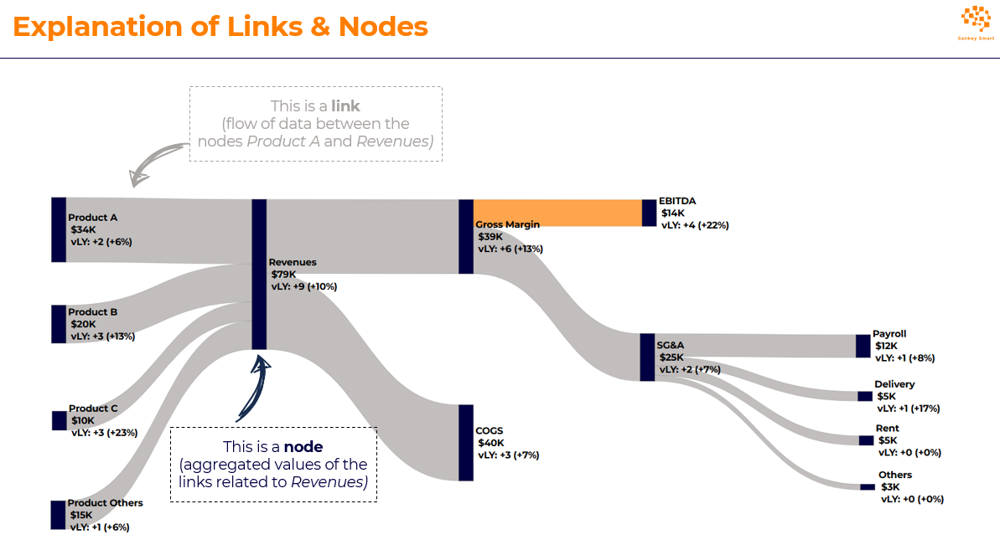 Explanation of Links & Nodes
Sankey Smart
This is a link
(flow of data between the
nodes Product A and Revenues)
Product A
$34K
vLY: +2 (+6%)
Product B
$20K
vLY: +3 (+13%)
Product C
$10K
vLY: +3 (+23%)
Product Others
$15K
vLY: +1 (+6%)
Revenues
$79K
vLY: +9 (+10%)
This is a node
(aggregated values of the
links related to Revenues)
Gross Margin
$39K
vLY: +6 (+13%)
COGS
$40K
vLY: +3 (+7%)
EBITDA
$14K
vLY: +4 (+22%)
SG&A
$25K
vLY: +2 (+7%)
Payroll
$12K
vLY: +1 (+8%)
Delivery
$5K
vLY: +1 (+17%)
Rent
$5K
vLY: +0 (+0%)
Others
$3K
vLY: +0 (+0%)